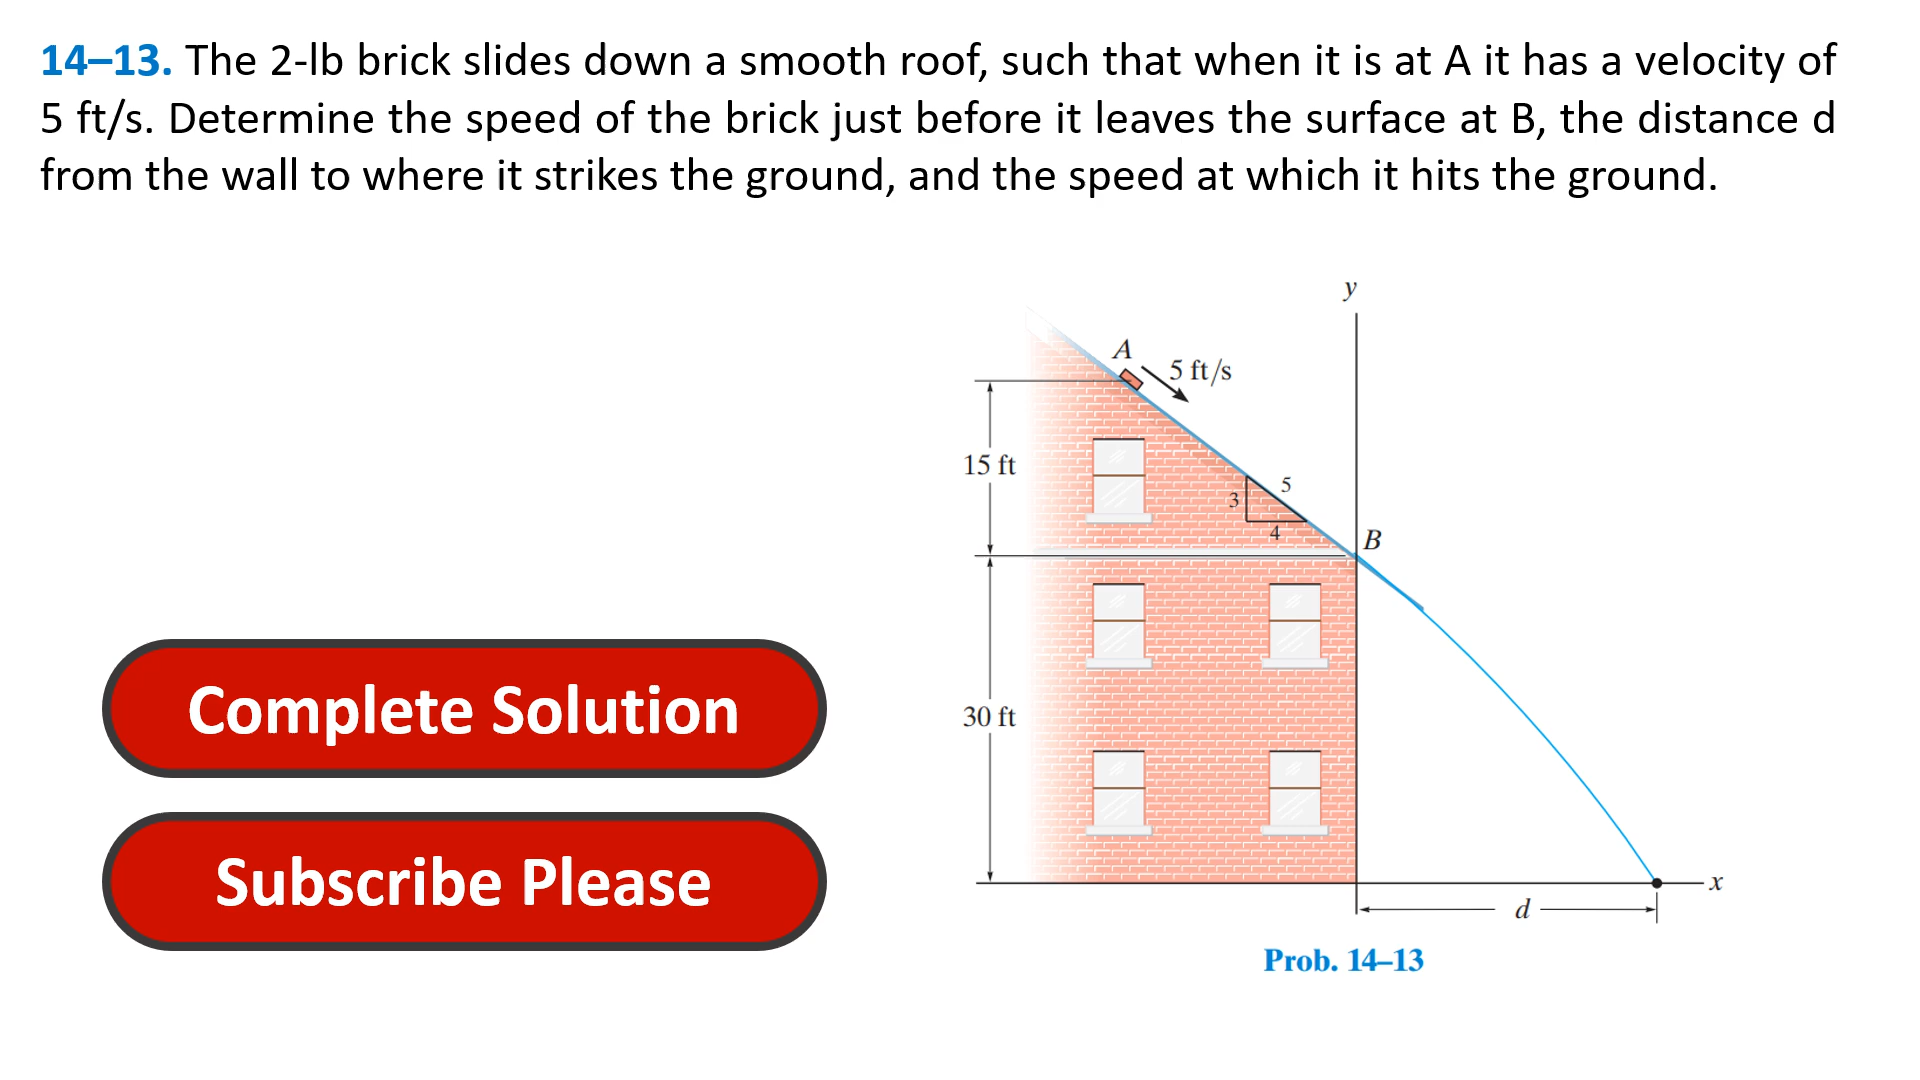 14–13. The 2-lb brick slides down a smooth roof, such that when it is at A it has a velocity of
5 ft/s. Determine the speed of the brick just before it leaves the surface at B, the distance d
from the wall to where it strikes the ground, and the speed at which it hits the ground.
y
A
5 ft/s
15 ft
5
3
4
B
Complete Solution
30 ft
Subscribe Please
x
d
Prob. 14–13